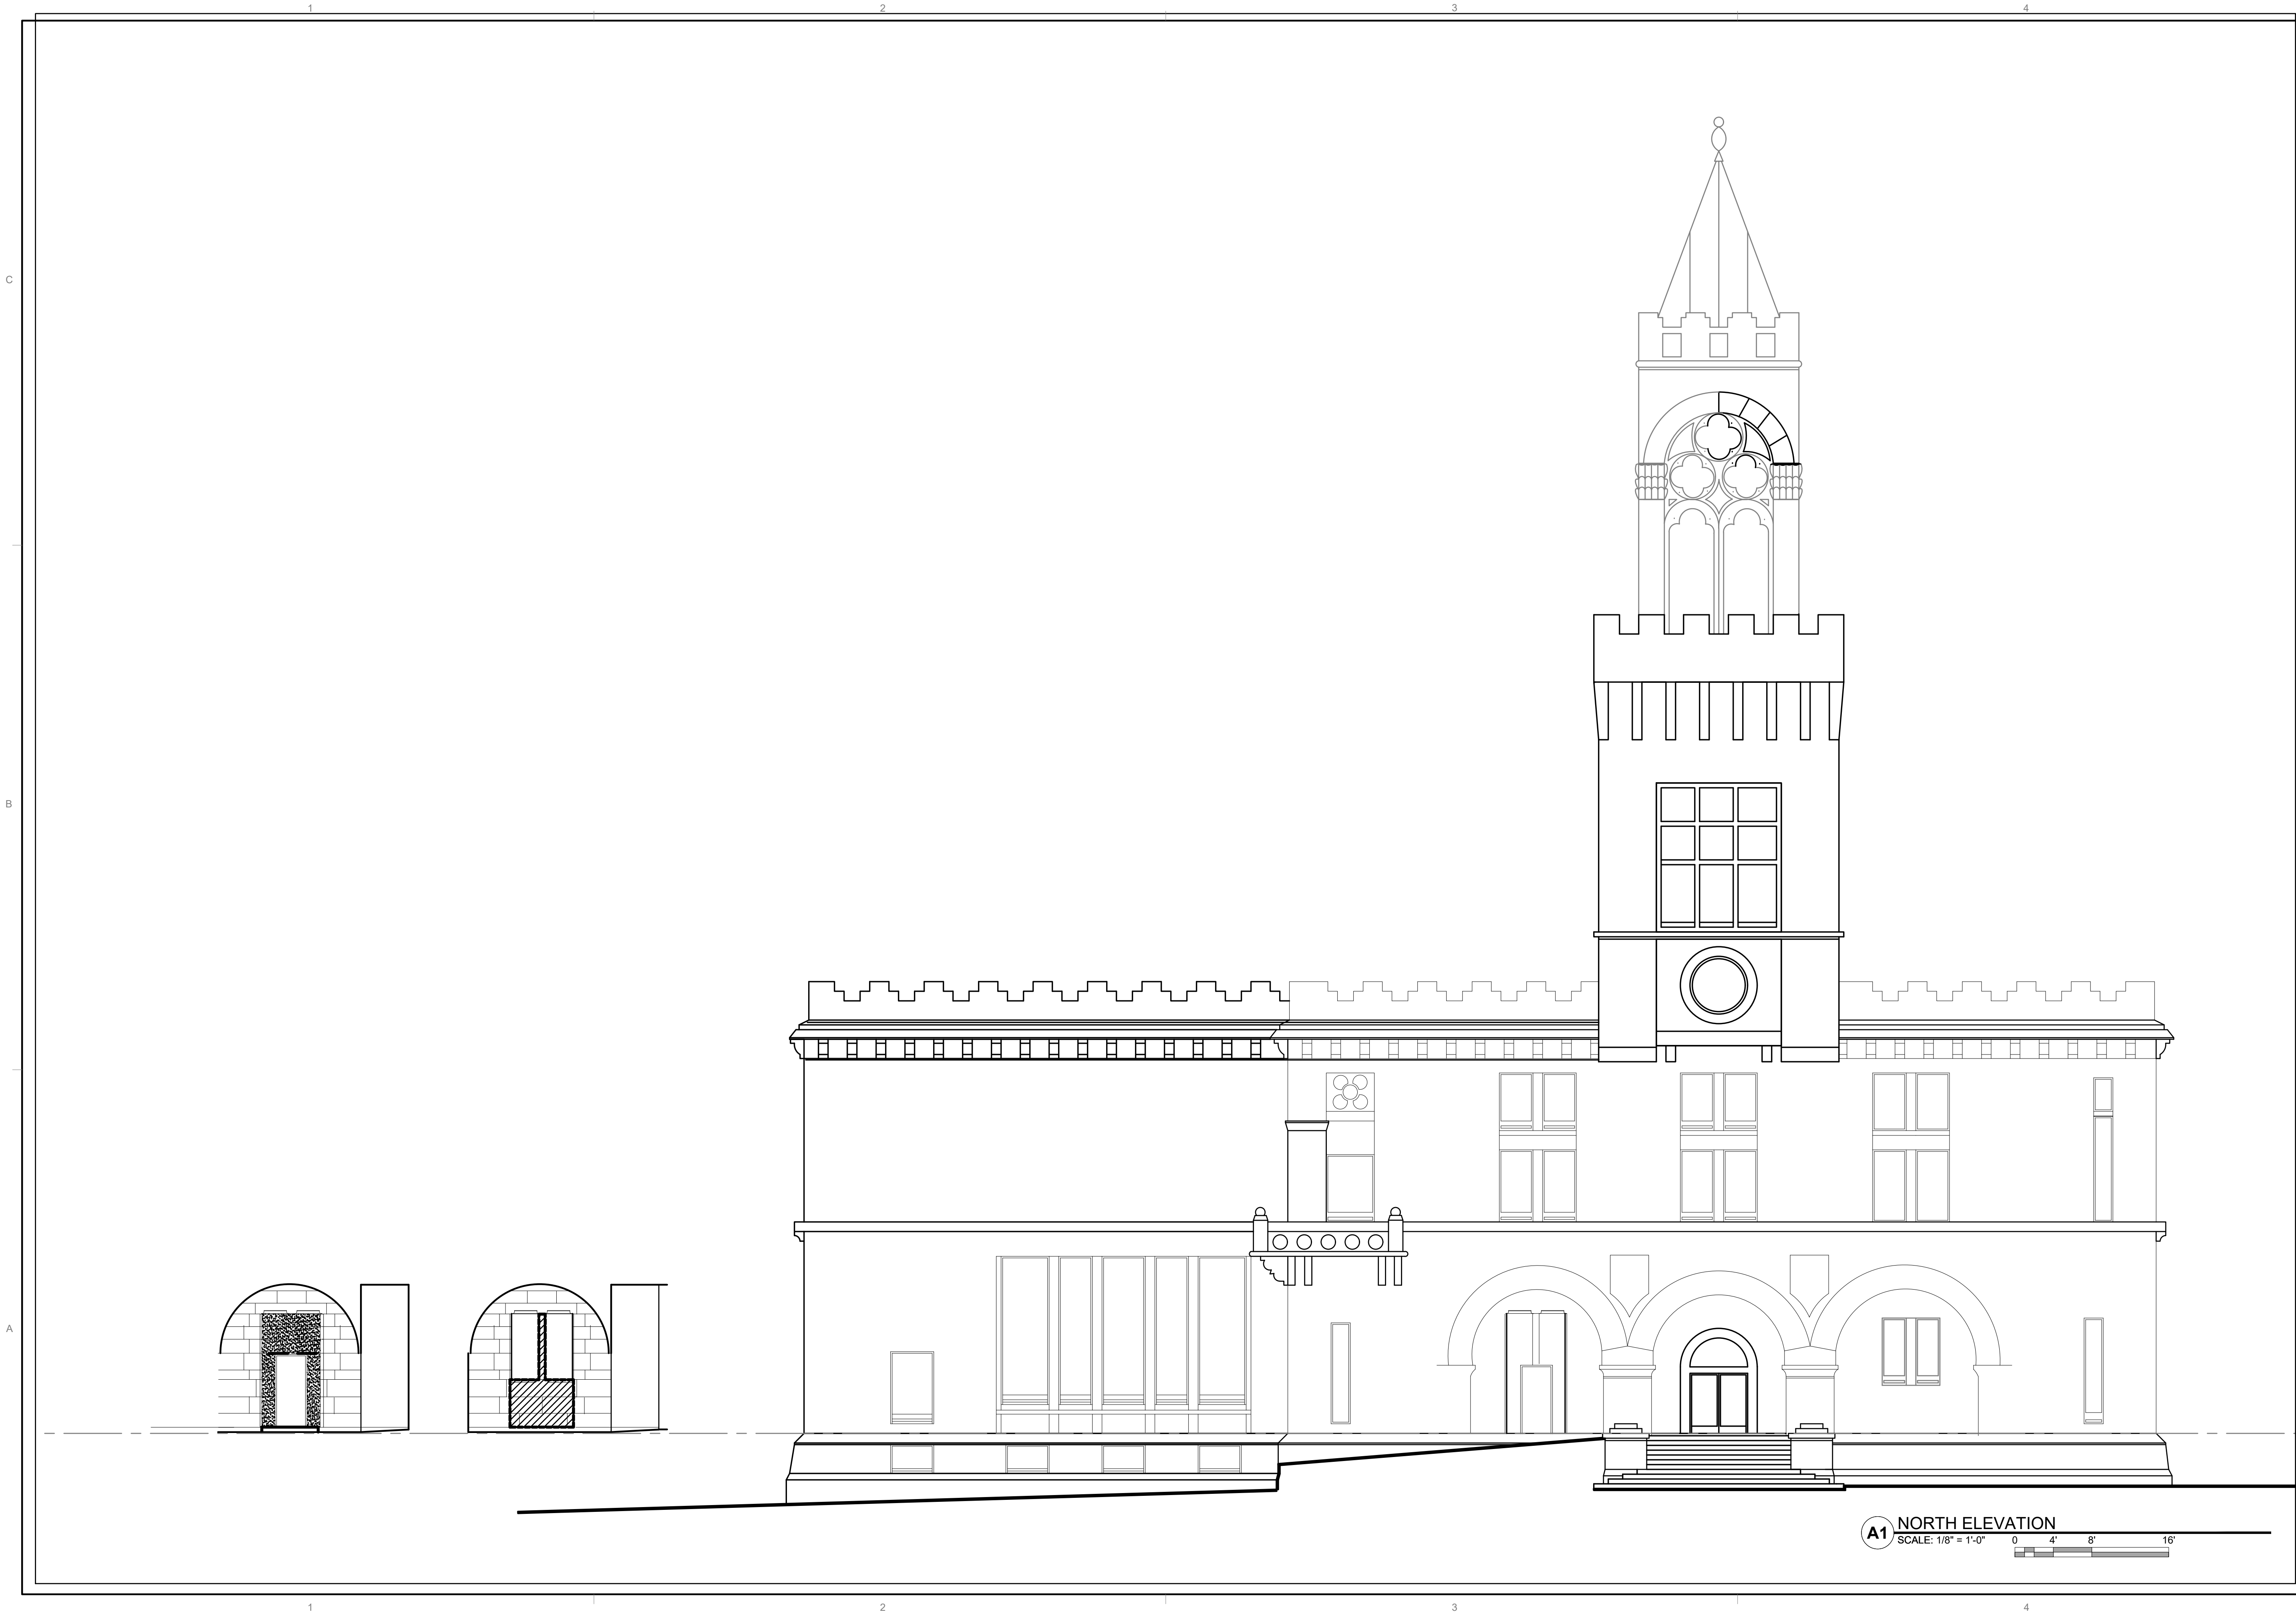 1 2 3 4
C
B
A
A1 NORTH ELEVATION
SCALE: 1/8" = 1'-0" 0 4' 8' 16'
1 2 3 4